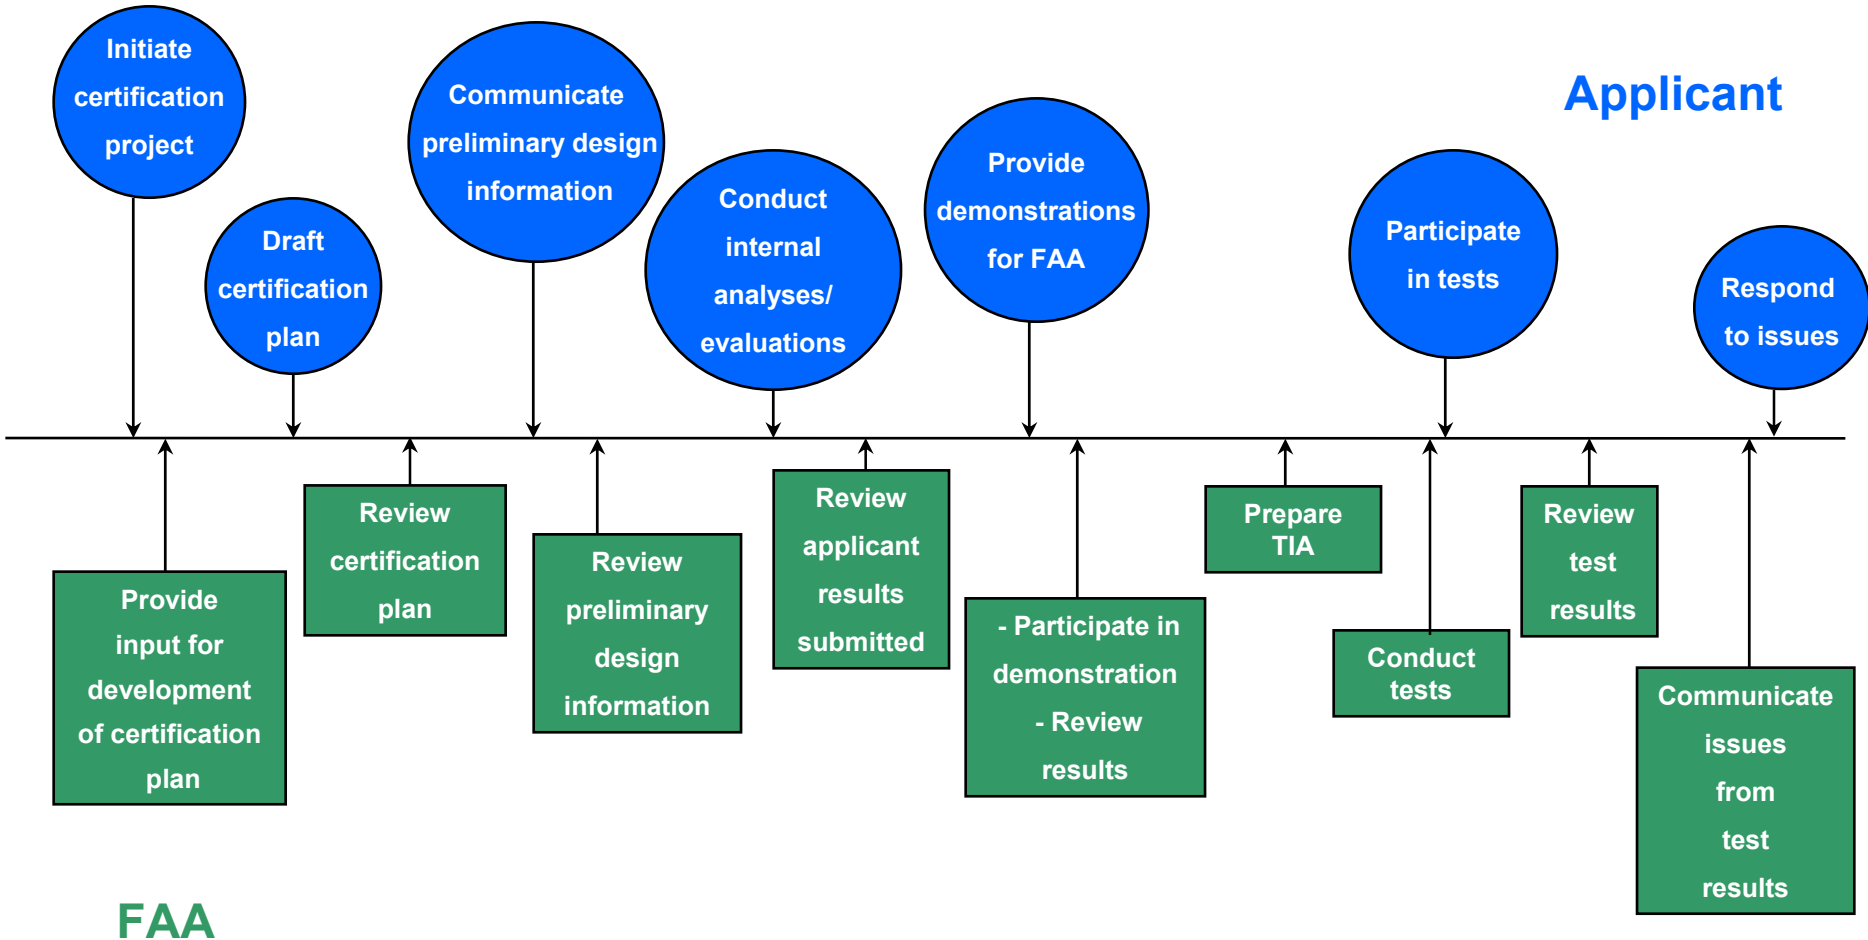 Initiate
certification
project
Draft
certification
plan
Communicate
preliminary design
information
Conduct
internal
analyses/
evaluations
Provide
demonstrations
for FAA
Applicant
Participate
in tests
Respond
to issues
Provide
input for
development
of certification
plan
Review
certification
plan
Review
preliminary
design
information
Review
applicant
results
submitted
- Participate in
demonstration
- Review
results
Prepare
TIA
Conduct
tests
Review
test
results
Communicate
issues
from
test
results
FAA